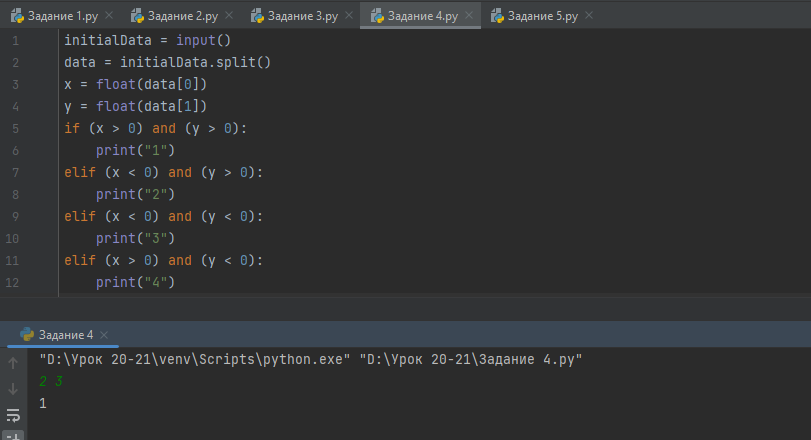 Задание 1.py Задание 2.py Задание 3.py Задание 4.py Задание 5.py
1 initialData = input()
2 data = initialData.split()
3 x = float(data[0])
4 y = float(data[1])
5 if (x > 0) and (y > 0):
6 print("1")
7 elif (x < 0) and (y > 0):
8 print("2")
9 elif (x < 0) and (y < 0):
10 print("3")
11 elif (x > 0) and (y < 0):
12 print("4")
Задание 4
"D:\Урок 20-21\venv\Scripts\python.exe" "D:\Урок 20-21\Задание 4.py"
2 3
1